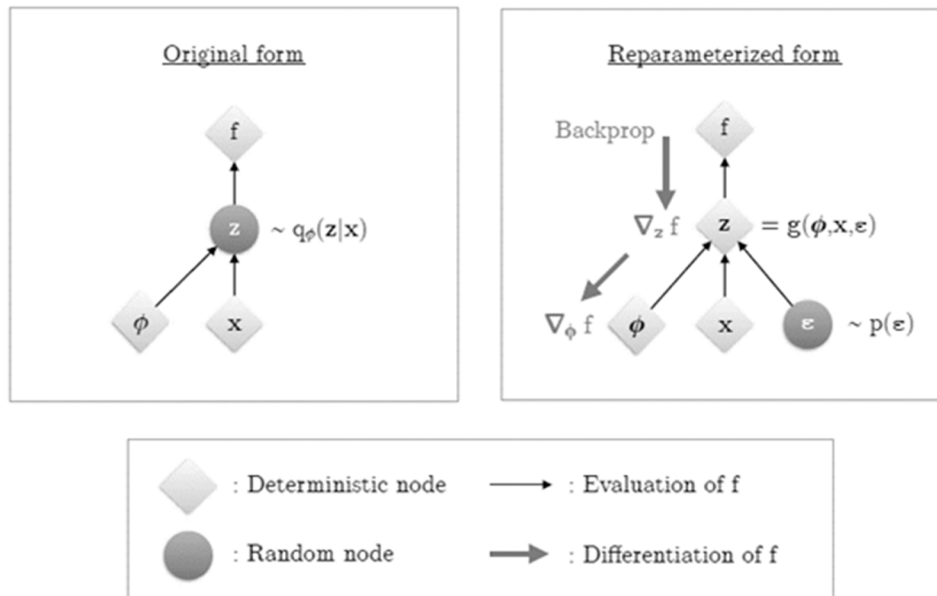 Original form
f
z ~ qϕ(z|x)
ϕ x
Reparameterized form
Backprop f
∇z f z = g(ϕ,x,ε)
∇ϕ f ϕ x ε ~ p(ε)
: Deterministic node : Evaluation of f
: Random node : Differentiation of f